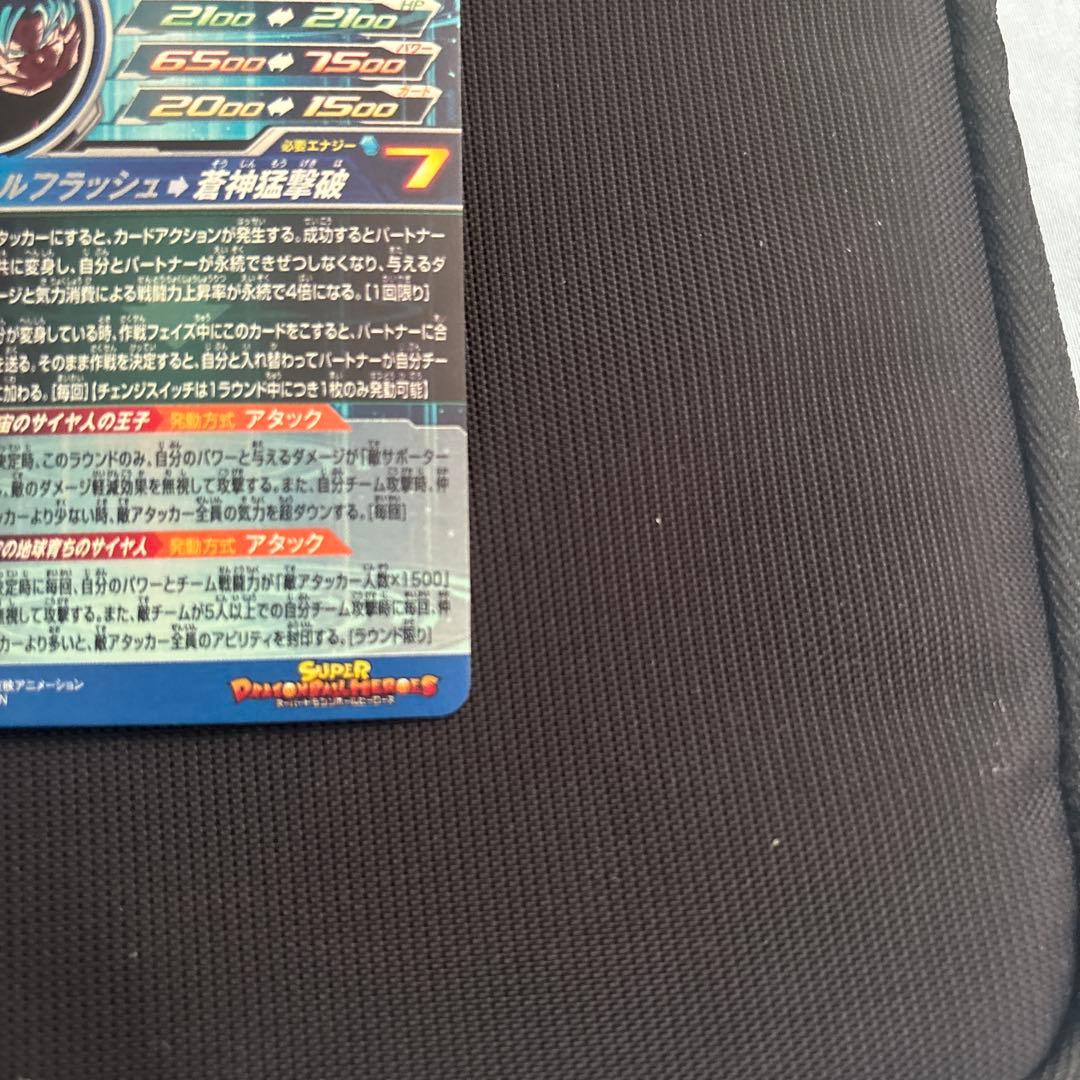 2100 ⇔ 2100 HP
6500 ⇔ 7500 パワー
2000 ⇔ 1500 ガード
必要エナジー 7
ルフラッシュ➡蒼神猛撃破
タッカーにすると、カードアクションが発生する。成功するとパートナー
共に変身し、自分とパートナーが永続できぜつしなくなり、与えるダ
ージと気力消費による戦闘力上昇率が永続で4倍になる。[1回限り]
が変身している時、作戦フェイズ中にこのカードをこすると、パートナーに合
を送る。そのまま作戦を決定すると、自分と入れ替わってパートナーが自分チー
に加わる。[毎回]【チェンジスイッチは1ラウンド中につき1枚のみ発動可能】
宙のサイヤ人の王子 発動方式 アタック
決定時、このラウンドのみ、自分のパワーと与えるダメージが「敵サポーター
、敵のダメージ軽減効果を無視して攻撃する。また、自分チーム攻撃時、仲
ッカーより少ない時、敵アタッカー全員の気力を超ダウンする。[毎回]
の地球育ちのサイヤ人 発動方式 アタック
決定時に毎回、自分のパワーとチーム戦闘力が「敵アタッカー人数×1500」
無視して攻撃する。また、敵チームが5人以上での自分チーム攻撃時に毎回、仲
カーより多いと、敵アタッカー全員のアビリティを封印する。[ラウンド限り]
映アニメーション
N
SUPER
DRAGONBALL HEROES
スーパードラゴンボールヒーローズ